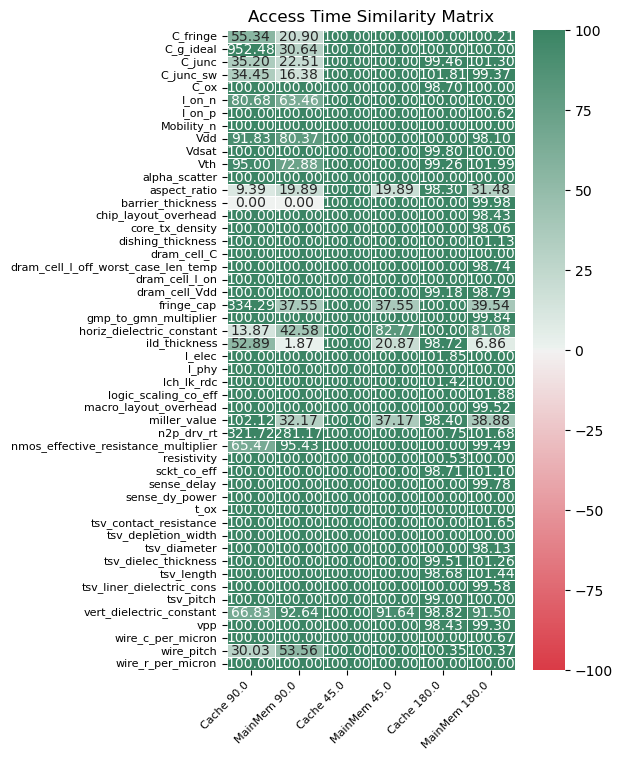 Access Time Similarity Matrix
C_fringe 55.34 20.90 100.00 100.00 100.00 100.21
C_g_ideal 952.48 30.64 100.00 100.00 100.00 100.00
C_junc 35.20 22.51 100.00 100.00 99.46 101.30
C_junc_sw 34.45 16.38 100.00 100.00 101.81 99.37
C_ox 100.00 100.00 100.00 100.00 98.70 100.00
I_on_n 80.68 63.46 100.00 100.00 100.00 100.00
I_on_p 100.00 100.00 100.00 100.00 100.00 100.62
Mobility_n 100.00 100.00 100.00 100.00 100.00 100.00
Vdd 91.83 80.37 100.00 100.00 100.00 98.10
Vdsat 100.00 100.00 100.00 100.00 99.80 100.00
Vth 95.00 72.88 100.00 100.00 99.26 101.99
alpha_scatter 100.00 100.00 100.00 100.00 100.00 100.00
aspect_ratio 9.39 19.89 100.00 19.89 98.30 31.48
barrier_thickness 0.00 0.00 100.00 100.00 100.00 99.98
chip_layout_overhead 100.00 100.00 100.00 100.00 100.00 98.43
core_tx_density 100.00 100.00 100.00 100.00 100.00 98.06
dishing_thickness 100.00 100.00 100.00 100.00 100.00 101.13
dram_cell_C 100.00 100.00 100.00 100.00 100.00 100.00
dram_cell_I_off_worst_case_len_temp 100.00 100.00 100.00 100.00 100.00 98.74
dram_cell_I_on 100.00 100.00 100.00 100.00 100.00 100.00
dram_cell_Vdd 100.00 100.00 100.00 100.00 99.18 98.79
fringe_cap 334.29 37.55 100.00 37.55 100.00 39.54
gmp_to_gmn_multiplier 100.00 100.00 100.00 100.00 100.00 99.84
horiz_dielectric_constant 13.87 42.58 100.00 82.77 100.00 81.08
ild_thickness 52.89 1.87 100.00 20.87 98.72 6.86
l_elec 100.00 100.00 100.00 100.00 101.85 100.00
l_phy 100.00 100.00 100.00 100.00 100.00 100.00
lch_lk_rdc 100.00 100.00 100.00 100.00 101.42 100.00
logic_scaling_co_eff 100.00 100.00 100.00 100.00 100.00 101.88
macro_layout_overhead 100.00 100.00 100.00 100.00 100.00 99.52
miller_value 102.12 32.17 100.00 37.17 98.40 38.88
n2p_drv_rt 321.72 281.17 100.00 100.00 100.75 101.68
nmos_effective_resistance_multiplier 65.47 95.43 100.00 100.00 100.00 99.49
resistivity 100.00 100.00 100.00 100.00 100.53 100.00
sckt_co_eff 100.00 100.00 100.00 100.00 98.71 101.10
sense_delay 100.00 100.00 100.00 100.00 100.00 99.78
sense_dy_power 100.00 100.00 100.00 100.00 100.00 100.00
t_ox 100.00 100.00 100.00 100.00 100.00 100.00
tsv_contact_resistance 100.00 100.00 100.00 100.00 100.00 101.65
tsv_depletion_width 100.00 100.00 100.00 100.00 100.00 100.00
tsv_diameter 100.00 100.00 100.00 100.00 100.00 98.13
tsv_dielec_thickness 100.00 100.00 100.00 100.00 99.51 101.26
tsv_length 100.00 100.00 100.00 100.00 98.68 101.44
tsv_liner_dielectric_cons 100.00 100.00 100.00 100.00 100.00 99.58
tsv_pitch 100.00 100.00 100.00 100.00 99.00 100.00
vert_dielectric_constant 66.83 92.64 100.00 91.64 98.82 91.50
vpp 100.00 100.00 100.00 100.00 98.43 99.30
wire_c_per_micron 100.00 100.00 100.00 100.00 100.00 100.67
wire_pitch 30.03 53.56 100.00 100.00 100.35 100.37
wire_r_per_micron 100.00 100.00 100.00 100.00 100.00 100.00
Cache 90.0
MainMem 90.0
Cache 45.0
MainMem 45.0
Cache 180.0
MainMem 180.0
100
75
50
25
0
−25
−50
−75
−100